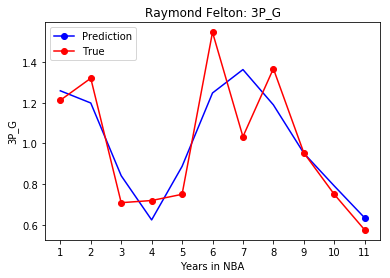 Raymond Felton: 3P_G
Prediction
True
3P_G
1.4
1.2
1.0
0.8
0.6
1 2 3 4 5 6 7 8 9 10 11
Years in NBA